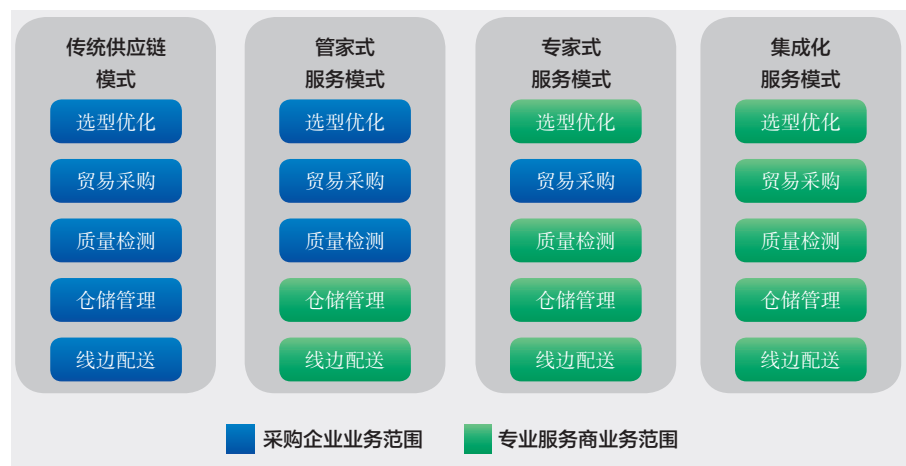 传统供应链
模式
选型优化
贸易采购
质量检测
仓储管理
线边配送
管家式
服务模式
选型优化
贸易采购
质量检测
仓储管理
线边配送
专家式
服务模式
选型优化
贸易采购
质量检测
仓储管理
线边配送
集成化
服务模式
选型优化
贸易采购
质量检测
仓储管理
线边配送
采购企业业务范围
专业服务商业务范围